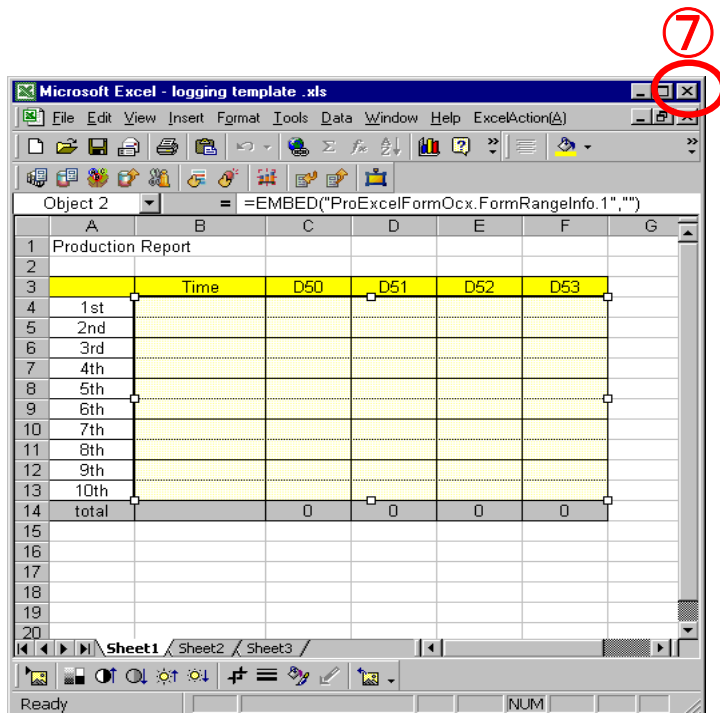 ⑦
Microsoft Excel - logging template .xls
File Edit View Insert Format Tools Data Window Help ExcelAction(A)
Object 2 = =EMBED("ProExcelFormOcx.FormRangeInfo.1","")
A B C D E F G
1 Production Report
2
3 Time D50 D51 D52 D53
4 1st
5 2nd
6 3rd
7 4th
8 5th
9 6th
10 7th
11 8th
12 9th
13 10th
14 total 0 0 0 0
15
16
17
18
19
20
Sheet1 Sheet2 Sheet3
Ready NUM